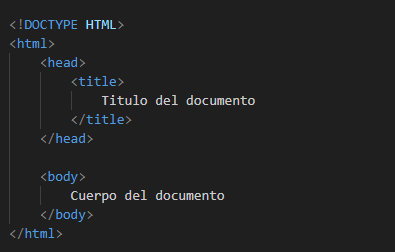 <!DOCTYPE HTML>
<html>
<head>
<title>
Titulo del documento
</title>
</head>
<body>
Cuerpo del documento
</body>
</html>